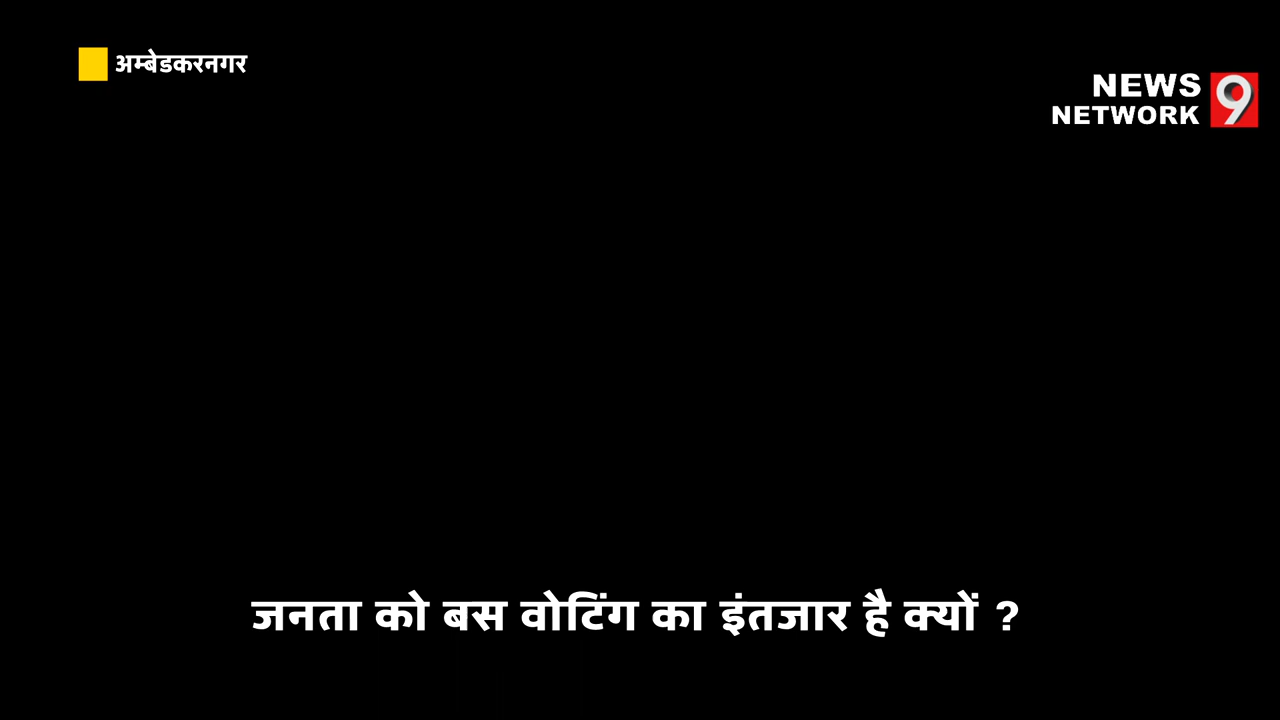 अम्बेडकरनगर
NEWS
NETWORK 9
जनता को बस वोटिंग का इंतजार है क्यों ?